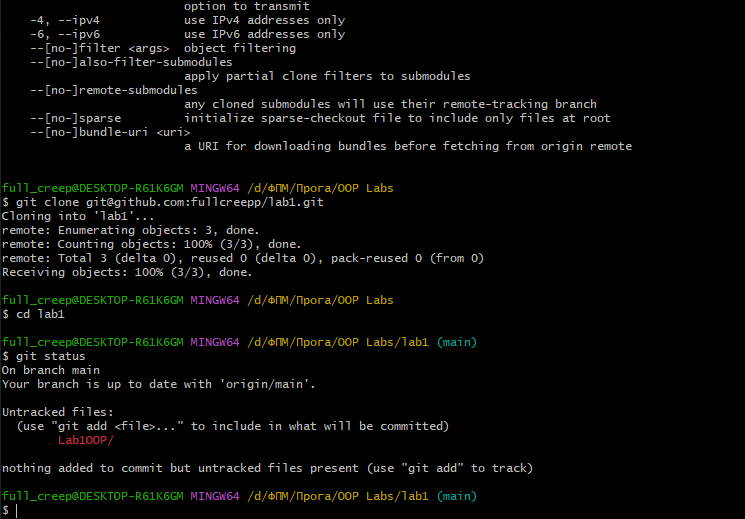 option to transmit
-4, --ipv4 use IPv4 addresses only
-6, --ipv6 use IPv6 addresses only
--[no-]filter <args> object filtering
--[no-]also-filter-submodules
apply partial clone filters to submodules
--[no-]remote-submodules
any cloned submodules will use their remote-tracking branch
--[no-]sparse initialize sparse-checkout file to include only files at root
--[no-]bundle-uri <uri>
a URI for downloading bundles before fetching from origin remote
full_creep@DESKTOP-R61K6GM MINGW64 /d/ФПМ/Прога/OOP Labs
$ git clone git@github.com:fullcreepp/lab1.git
Cloning into 'lab1'...
remote: Enumerating objects: 3, done.
remote: Counting objects: 100% (3/3), done.
remote: Total 3 (delta 0), reused 0 (delta 0), pack-reused 0 (from 0)
Receiving objects: 100% (3/3), done.
full_creep@DESKTOP-R61K6GM MINGW64 /d/ФПМ/Прога/OOP Labs
$ cd lab1
full_creep@DESKTOP-R61K6GM MINGW64 /d/ФПМ/Прога/OOP Labs/lab1 (main)
$ git status
On branch main
Your branch is up to date with 'origin/main'.
Untracked files:
(use "git add <file>..." to include in what will be committed)
Lab1OOP/
nothing added to commit but untracked files present (use "git add" to track)
full_creep@DESKTOP-R61K6GM MINGW64 /d/ФПМ/Прога/OOP Labs/lab1 (main)
$